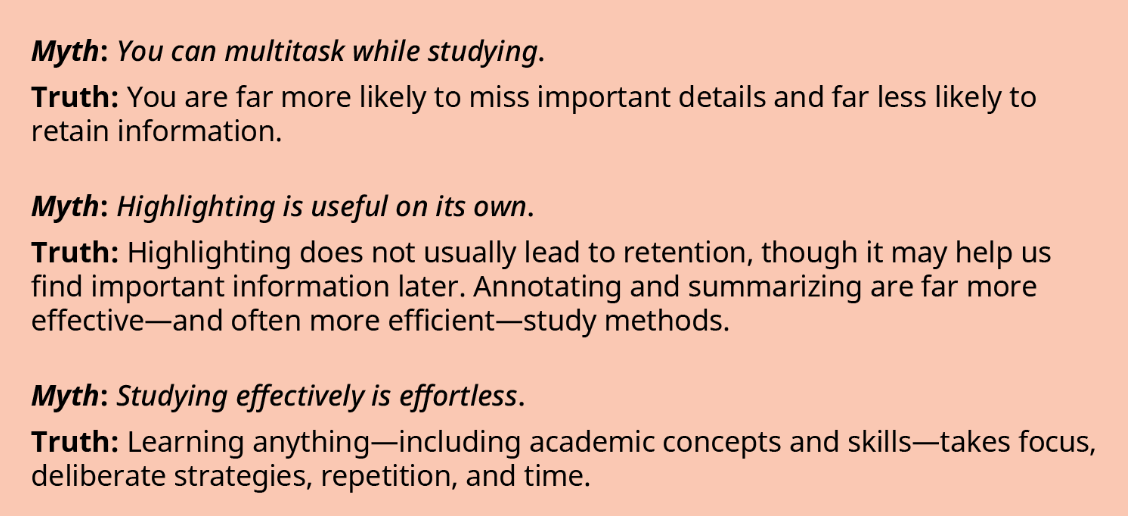 Myth: You can multitask while studying.
Truth: You are far more likely to miss important details and far less likely to
retain information.
Myth: Highlighting is useful on its own.
Truth: Highlighting does not usually lead to retention, though it may help us
find important information later. Annotating and summarizing are far more
effective—and often more efficient—study methods.
Myth: Studying effectively is effortless.
Truth: Learning anything—including academic concepts and skills—takes focus,
deliberate strategies, repetition, and time.